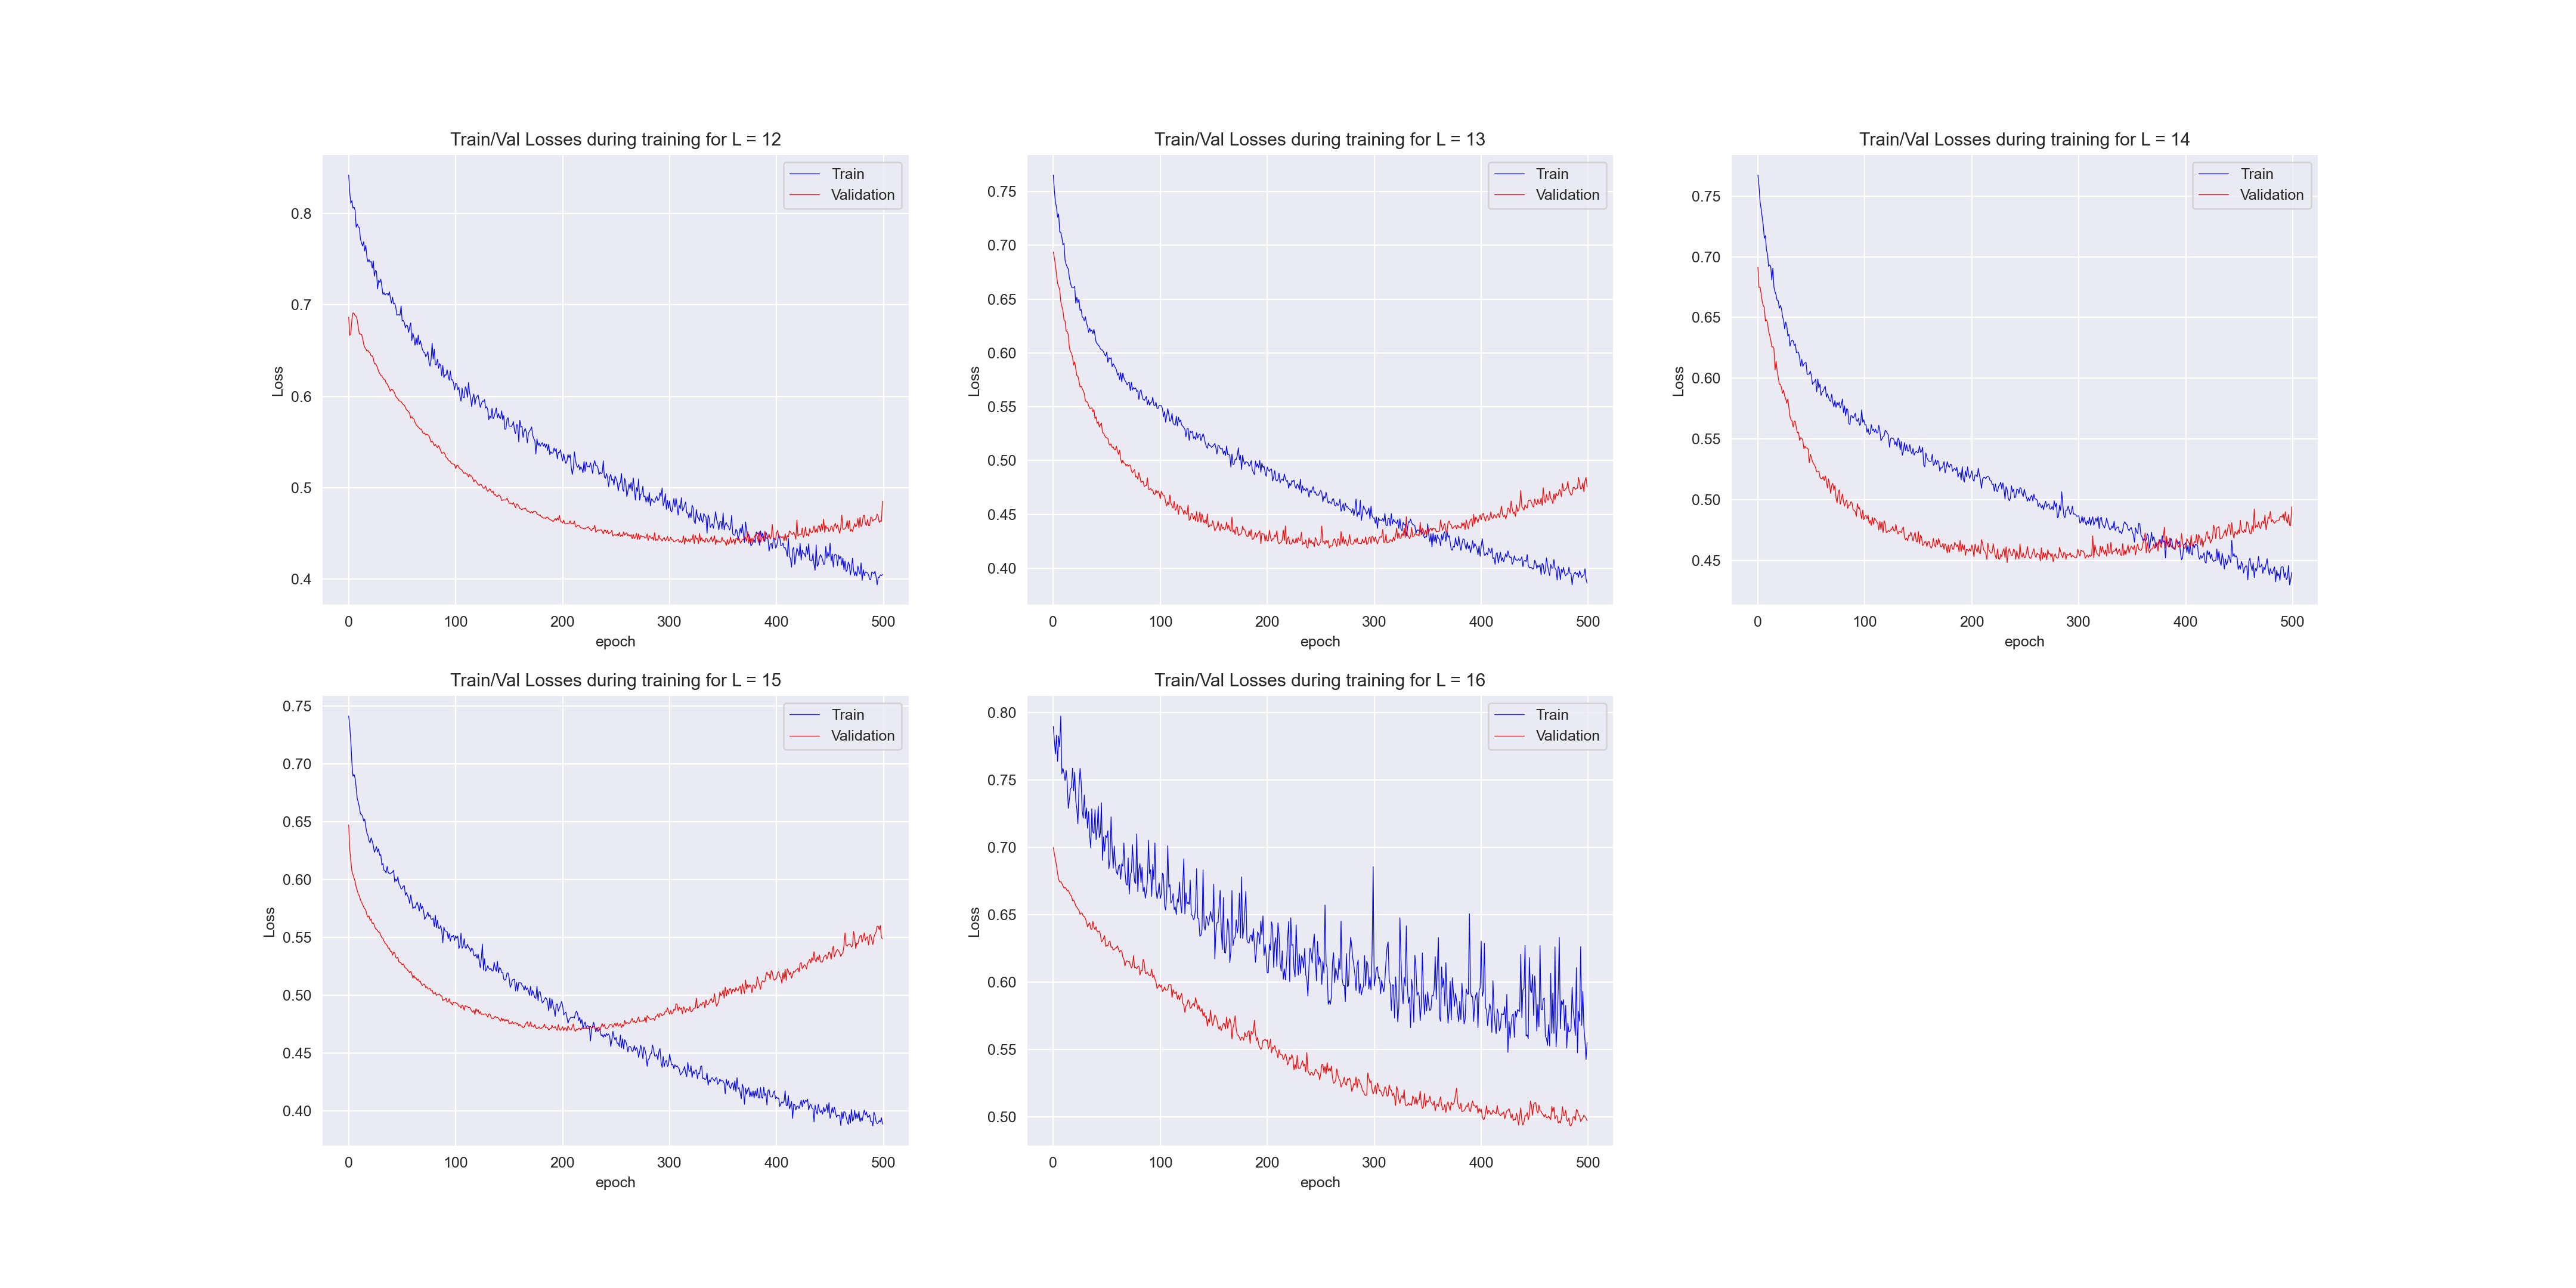 Train/Val Losses during training for L = 12
Train
Validation
0.8
0.7
0.6
0.5
0.4
Loss
0 100 200 300 400 500
epoch
Train/Val Losses during training for L = 13
Train
Validation
0.75
0.70
0.65
0.60
0.55
0.50
0.45
0.40
Loss
0 100 200 300 400 500
epoch
Train/Val Losses during training for L = 14
Train
Validation
0.75
0.70
0.65
0.60
0.55
0.50
0.45
Loss
0 100 200 300 400 500
epoch
Train/Val Losses during training for L = 15
Train
Validation
0.75
0.70
0.65
0.60
0.55
0.50
0.45
0.40
Loss
0 100 200 300 400 500
epoch
Train/Val Losses during training for L = 16
Train
Validation
0.80
0.75
0.70
0.65
0.60
0.55
0.50
Loss
0 100 200 300 400 500
epoch